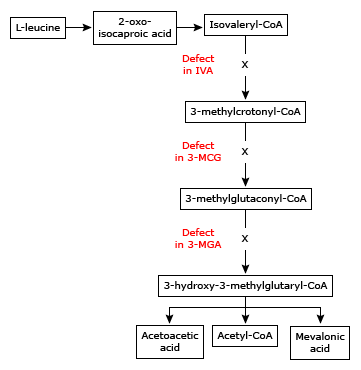 L-leucine
2-oxo-
isocaproic acid
Isovaleryl-CoA
Defect
in IVA
X
3-methylcrotonyl-CoA
Defect
in 3-MCG
X
3-methylglutaconyl-CoA
Defect
in 3-MGA
X
3-hydroxy-3-methylglutaryl-CoA
Acetoacetic
acid
Acetyl-CoA
Mevalonic
acid